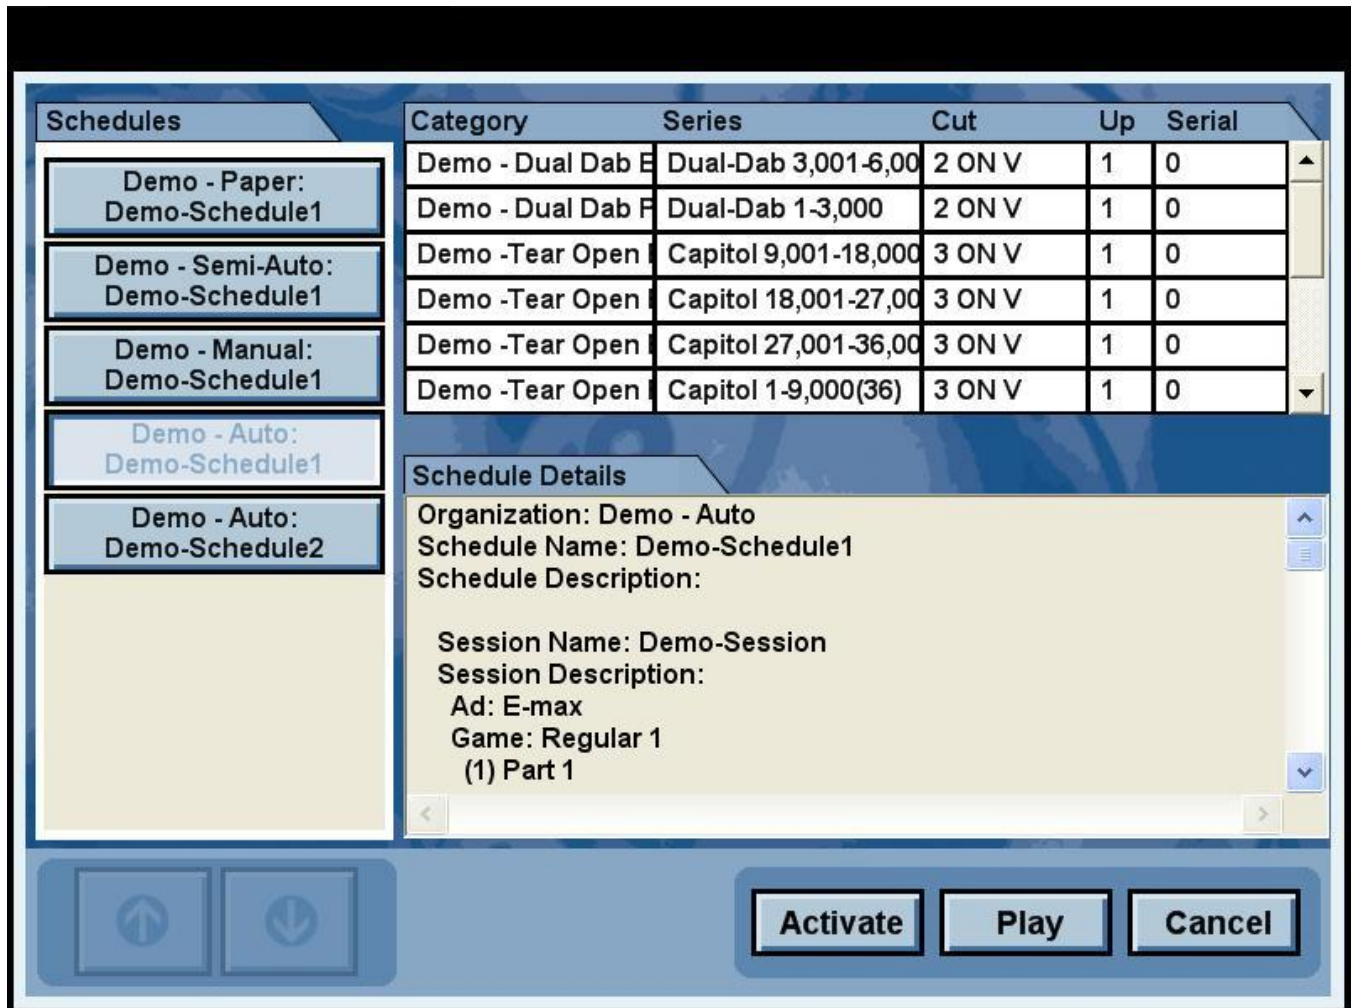 Schedules
Demo - Paper:
Demo-Schedule1
Demo - Semi-Auto:
Demo-Schedule1
Demo - Manual:
Demo-Schedule1
Demo - Auto:
Demo-Schedule1
Demo - Auto:
Demo-Schedule2
Category Series Cut Up Serial
Demo - Dual Dab E Dual-Dab 3,001-6,00 2 ON V 1 0
Demo - Dual Dab P Dual-Dab 1-3,000 2 ON V 1 0
Demo -Tear Open Capitol 9,001-18,000 3 ON V 1 0
Demo -Tear Open Capitol 18,001-27,00 3 ON V 1 0
Demo -Tear Open Capitol 27,001-36,00 3 ON V 1 0
Demo -Tear Open Capitol 1-9,000(36) 3 ON V 1 0
Schedule Details
Organization: Demo - Auto
Schedule Name: Demo-Schedule1
Schedule Description:
Session Name: Demo-Session
Session Description:
Ad: E-max
Game: Regular 1
(1) Part 1
Activate Play Cancel